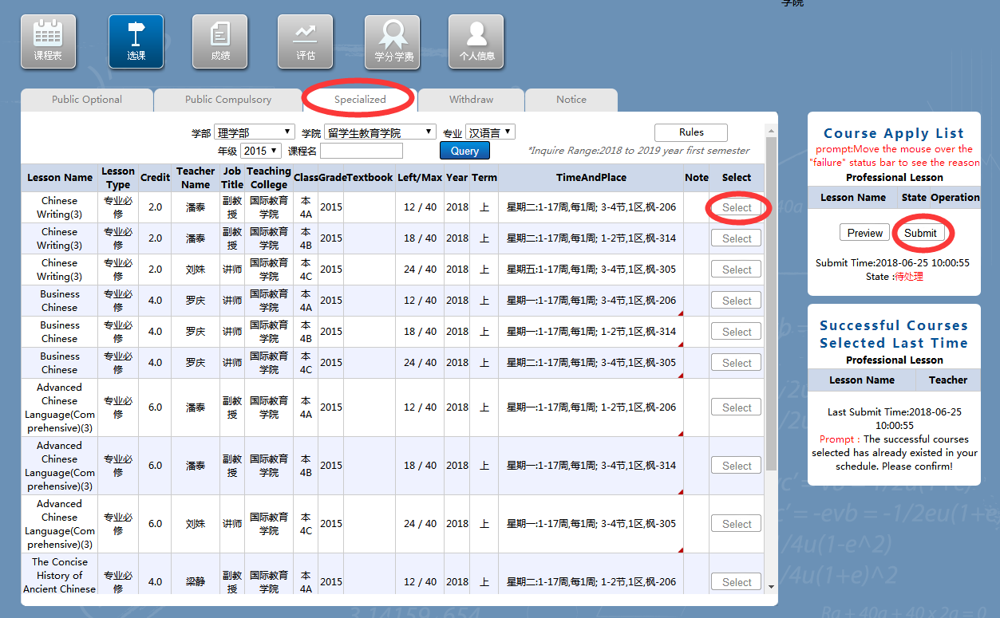 学院
课程表 选课 成绩 评估 学分学费 个人信息
Public Optional Public Compulsory Specialized Withdraw Notice
学部 理学部 学院 留学生教育学院 专业 汉语言 Rules
年级 2015 课程名 Query *Inquire Range:2018 to 2019 year first semester
Lesson Name Lesson Type Credit Teacher Name Job Title Teaching College Class Grade Textbook Left/Max Year Term TimeAndPlace Note Select
Chinese Writing(3) 专业必修 2.0 潘泰 副教授 国际教育学院 本4A 2015 12 / 40 2018 上 星期二:1-17周,每1周; 3-4节,1区,枫-206 Select
Chinese Writing(3) 专业必修 2.0 潘泰 副教授 国际教育学院 本4B 2015 18 / 40 2018 上 星期二:1-17周,每1周; 1-2节,1区,枫-314 Select
Chinese Writing(3) 专业必修 2.0 刘姝 讲师 国际教育学院 本4C 2015 24 / 40 2018 上 星期五:1-17周,每1周; 3-4节,1区,枫-305 Select
Business Chinese 专业必修 4.0 罗庆 讲师 国际教育学院 本4A 2015 12 / 40 2018 上 星期一:1-17周,每1周; 3-4节,1区,枫-206 Select
Business Chinese 专业必修 4.0 罗庆 讲师 国际教育学院 本4B 2015 18 / 40 2018 上 星期一:1-17周,每1周; 1-2节,1区,枫-314 Select
Business Chinese 专业必修 4.0 罗庆 讲师 国际教育学院 本4C 2015 24 / 40 2018 上 星期二:1-17周,每1周; 3-4节,1区,枫-305 Select
Advanced Chinese Language(Comprehensive)(3) 专业必修 6.0 潘泰 副教授 国际教育学院 本4A 2015 12 / 40 2018 上 星期一:1-17周,每1周; 1-2节,1区,枫-206 Select
Advanced Chinese Language(Comprehensive)(3) 专业必修 6.0 潘泰 副教授 国际教育学院 本4B 2015 18 / 40 2018 上 星期一:1-17周,每1周; 3-4节,1区,枫-314 Select
Advanced Chinese Language(Comprehensive)(3) 专业必修 6.0 刘姝 讲师 国际教育学院 本4C 2015 24 / 40 2018 上 星期一:1-17周,每1周; 3-4节,1区,枫-305 Select
The Concise History of Ancient Chinese 专业必修 4.0 梁静 副教授 国际教育学院 本4A 2015 12 / 40 2018 上 星期二:1-17周,每1周; 1-2节,1区,枫-206 Select
Course Apply List
prompt:Move the mouse over the
"failure" status bar to see the reason
Professional Lesson
Lesson Name State Operation
Preview Submit
Submit Time:2018-06-25 10:00:55
State :待处理
Successful Courses
Selected Last Time
Professional Lesson
Lesson Name Teacher
Last Submit Time:2018-06-25
10:00:55
Prompt : The successful courses
selected has already existed in your
schedule. Please confirm!
= -evb = -1/2eu(1+e
/4u(1-e^2)
/4u(1+e)^2
3.14159 654